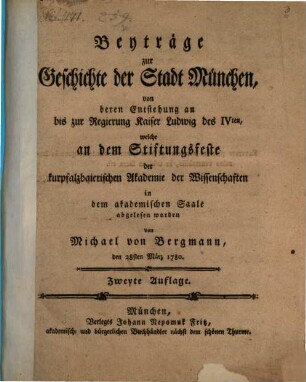 Beyträge
zur
Geschichte der Stadt München,
von
deren Entstehung an
bis zur Regierung Kaiser Ludwig des IVten,
welche
an dem Stiftungsfeste
der
kurpfalzbaierischen Akademie der Wissenschaften
in
dem akademischen Saale
abgelesen worden
von
Michael von Bergmann,
den 28sten März 1780.
Zweyte Auflage.
München,
Verlegts Johann Nepomuk Fritz,
akademisch- und bürgerlichen Buchhändler nächst dem schönen Thurme.